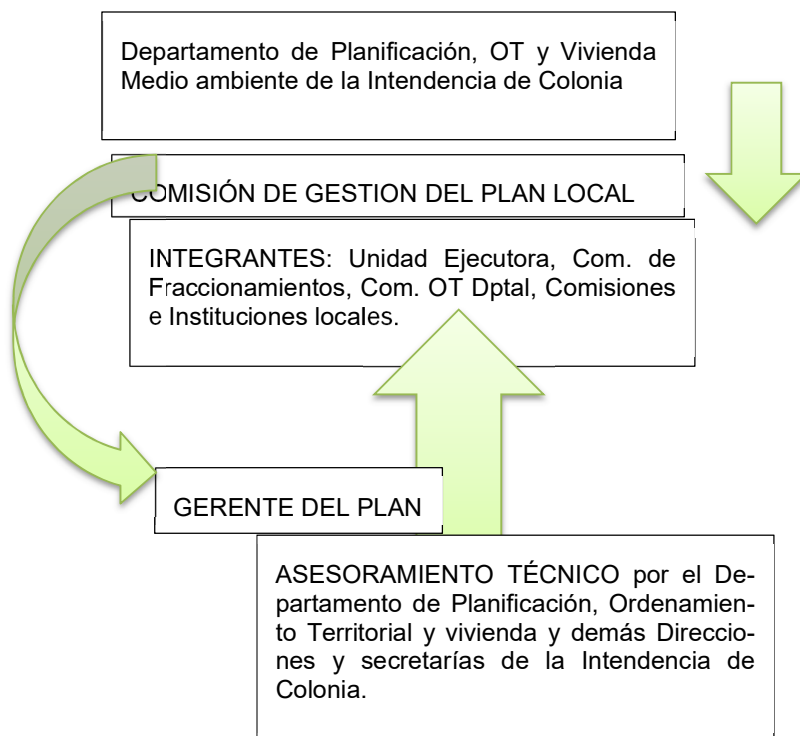 Departamento de Planificación, OT y Vivienda
Medio ambiente de la Intendencia de Colonia
COMISIÓN DE GESTION DEL PLAN LOCAL
INTEGRANTES: Unidad Ejecutora, Com. de
Fraccionamientos, Com. OT Dptal, Comisiones
e Instituciones locales.
GERENTE DEL PLAN
ASESORAMIENTO TÉCNICO por el De-
partamento de Planificación, Ordenamien-
to Territorial y vivienda y demás Direccio-
nes y secretarías de la Intendencia de
Colonia.